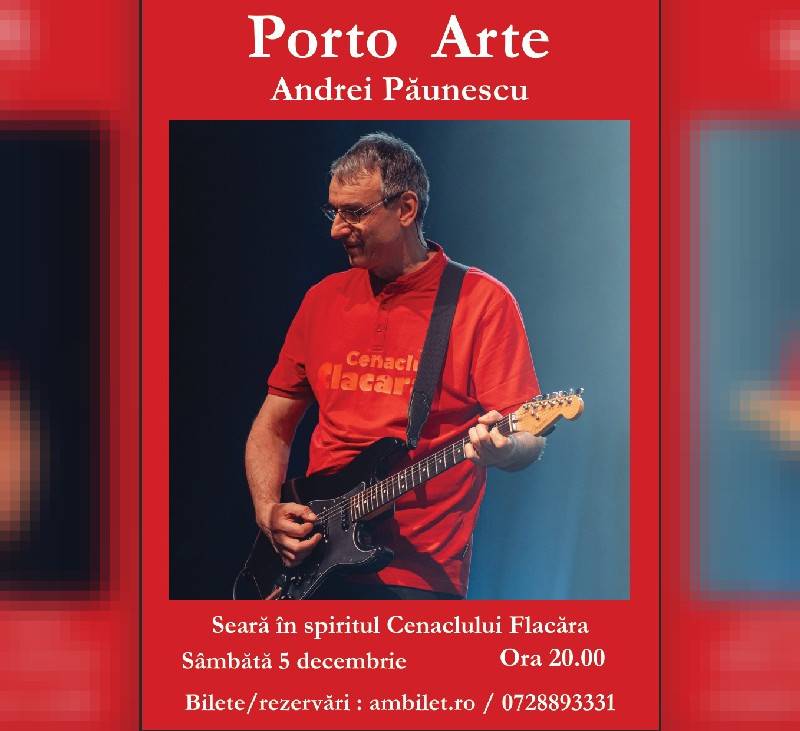 Porto Arte
Andrei Păunescu
Cenaclu
Flacăra
Seară în spiritul Cenaclului Flacăra
Sâmbătă 5 decembrie
Ora 20.00
Bilete/rezervări : ambilet.ro / 0728893331